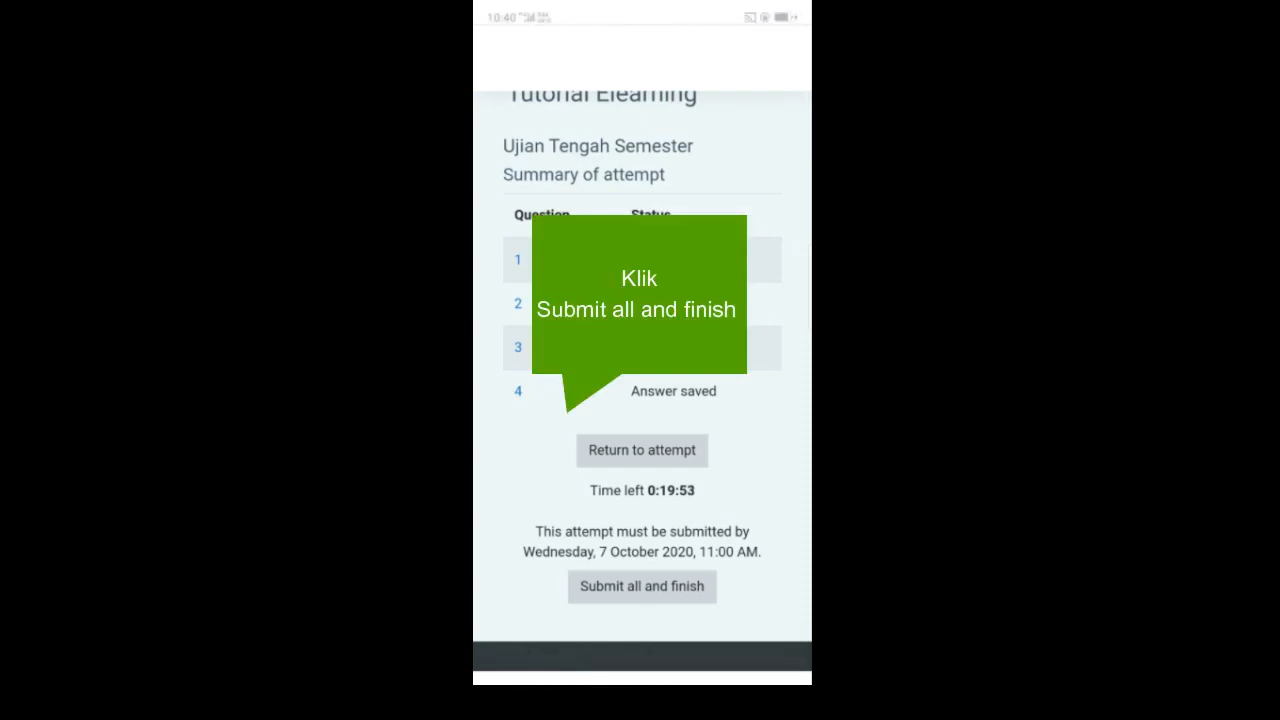 10:40
Tutorial Elearning
Ujian Tengah Semester
Summary of attempt
Question Status
1
Klik
2
Submit all and finish
3
4 Answer saved
Return to attempt
Time left 0:19:53
This attempt must be submitted by
Wednesday, 7 October 2020, 11:00 AM.
Submit all and finish